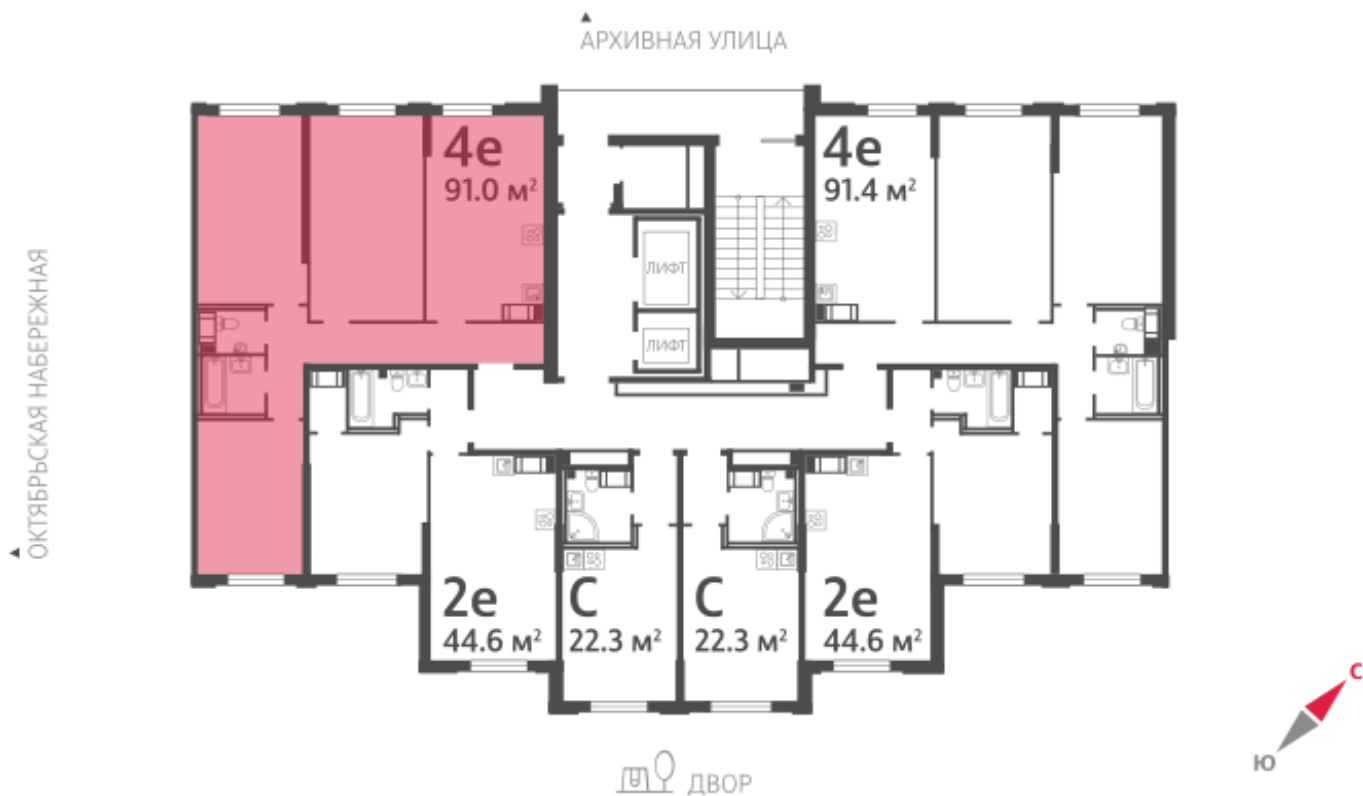 АРХИВНАЯ УЛИЦА
4е
91.0 м²
4е
91.4 м²
ЛИФТ
ЛИФТ
ОКТЯБРЬСКАЯ НАБЕРЕЖНАЯ
2е
44.6 м²
С
22.3 м²
С
22.3 м²
2е
44.6 м²
С
Ю
ДВОР